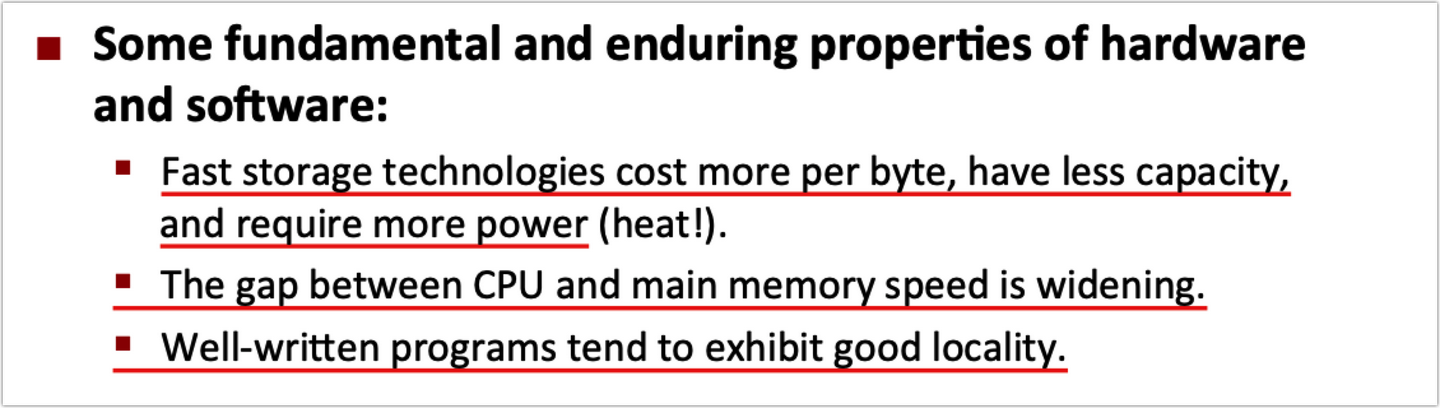 Some fundamental and enduring properties of hardware
and software:
Fast storage technologies cost more per byte, have less capacity,
and require more power (heat!).
The gap between CPU and main memory speed is widening.
Well-written programs tend to exhibit good locality.